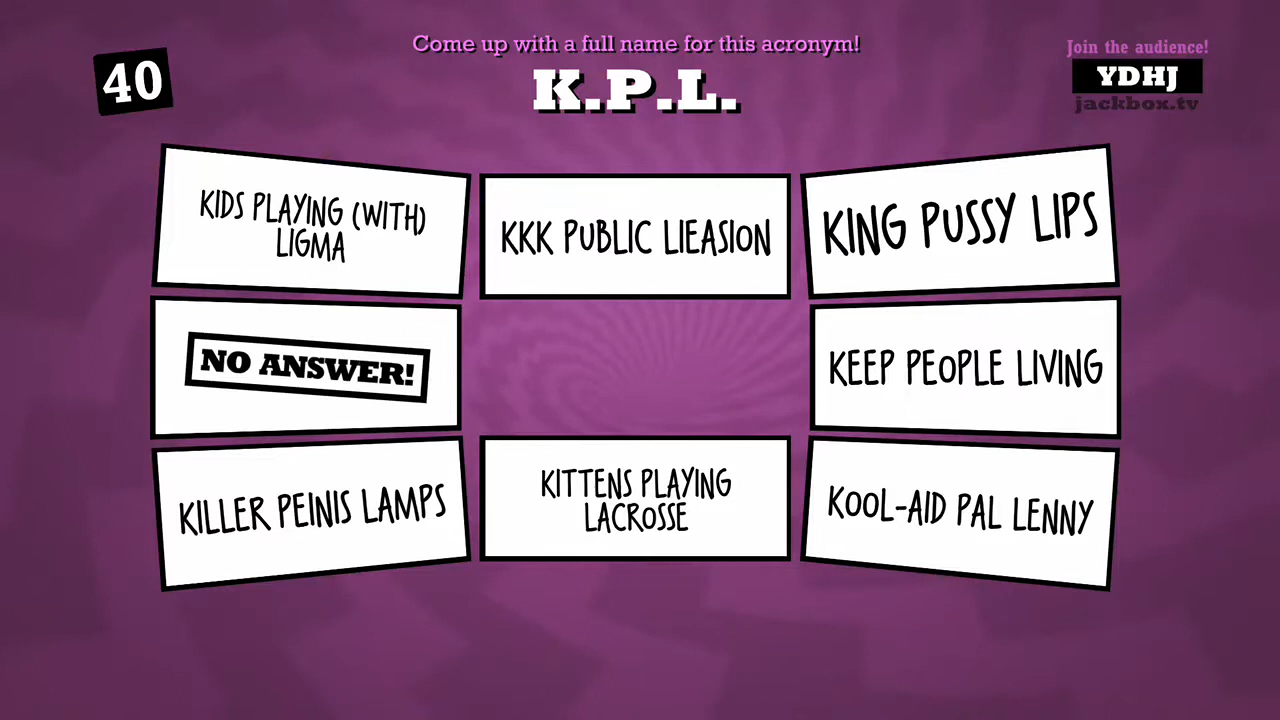 Come up with a full name for this acronym!
K.P.L.
40
Join the audience!
YDHJ
jackbox.tv
KIDS PLAYING (WITH)
LIGMA
KKK PUBLIC LIEASION
KING PUSSY LIPS
NO ANSWER!
KEEP PEOPLE LIVING
KILLER PEINIS LAMPS
KITTENS PLAYING
LACROSSE
KOOL-AID PAL LENNY